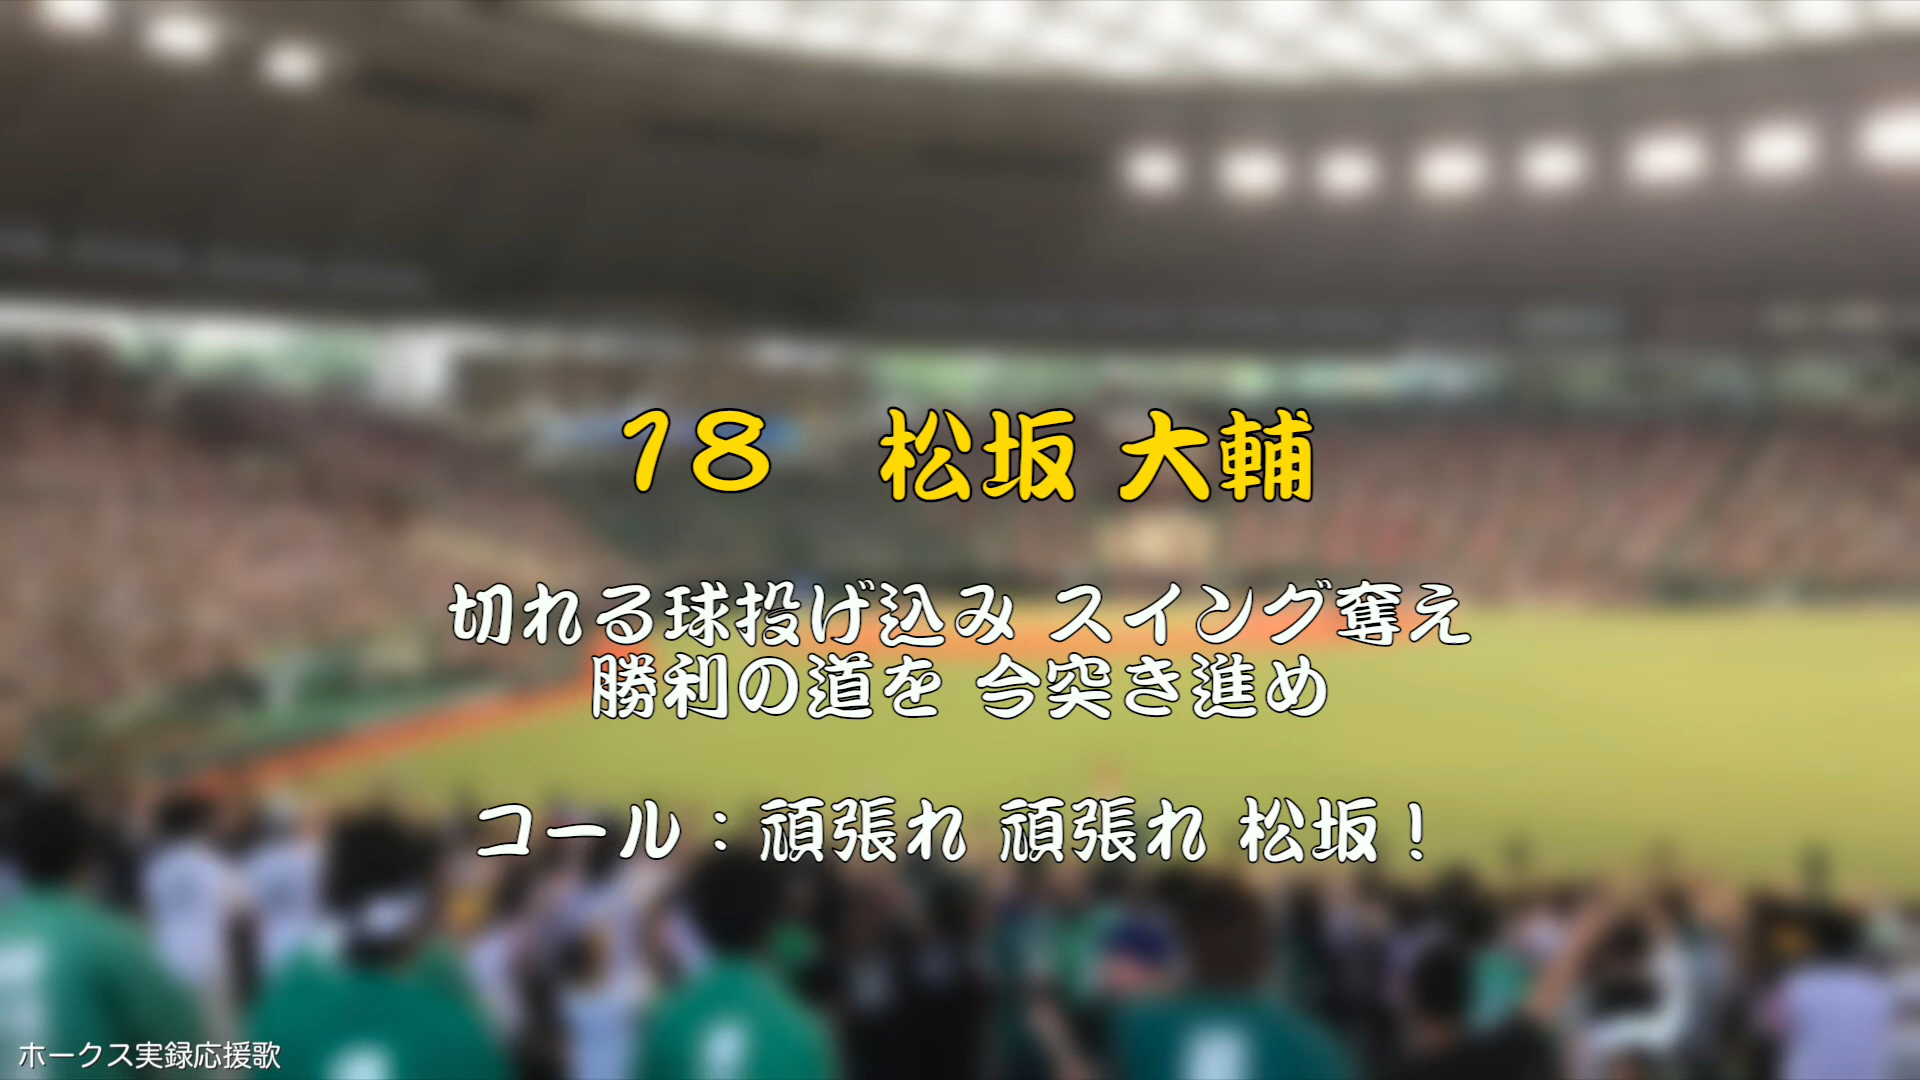 18　松坂 大輔
切れる球投げ込み スイング奪え
勝利の道を 今突き進め
コール：頑張れ 頑張れ 松坂！
ホークス実録応援歌